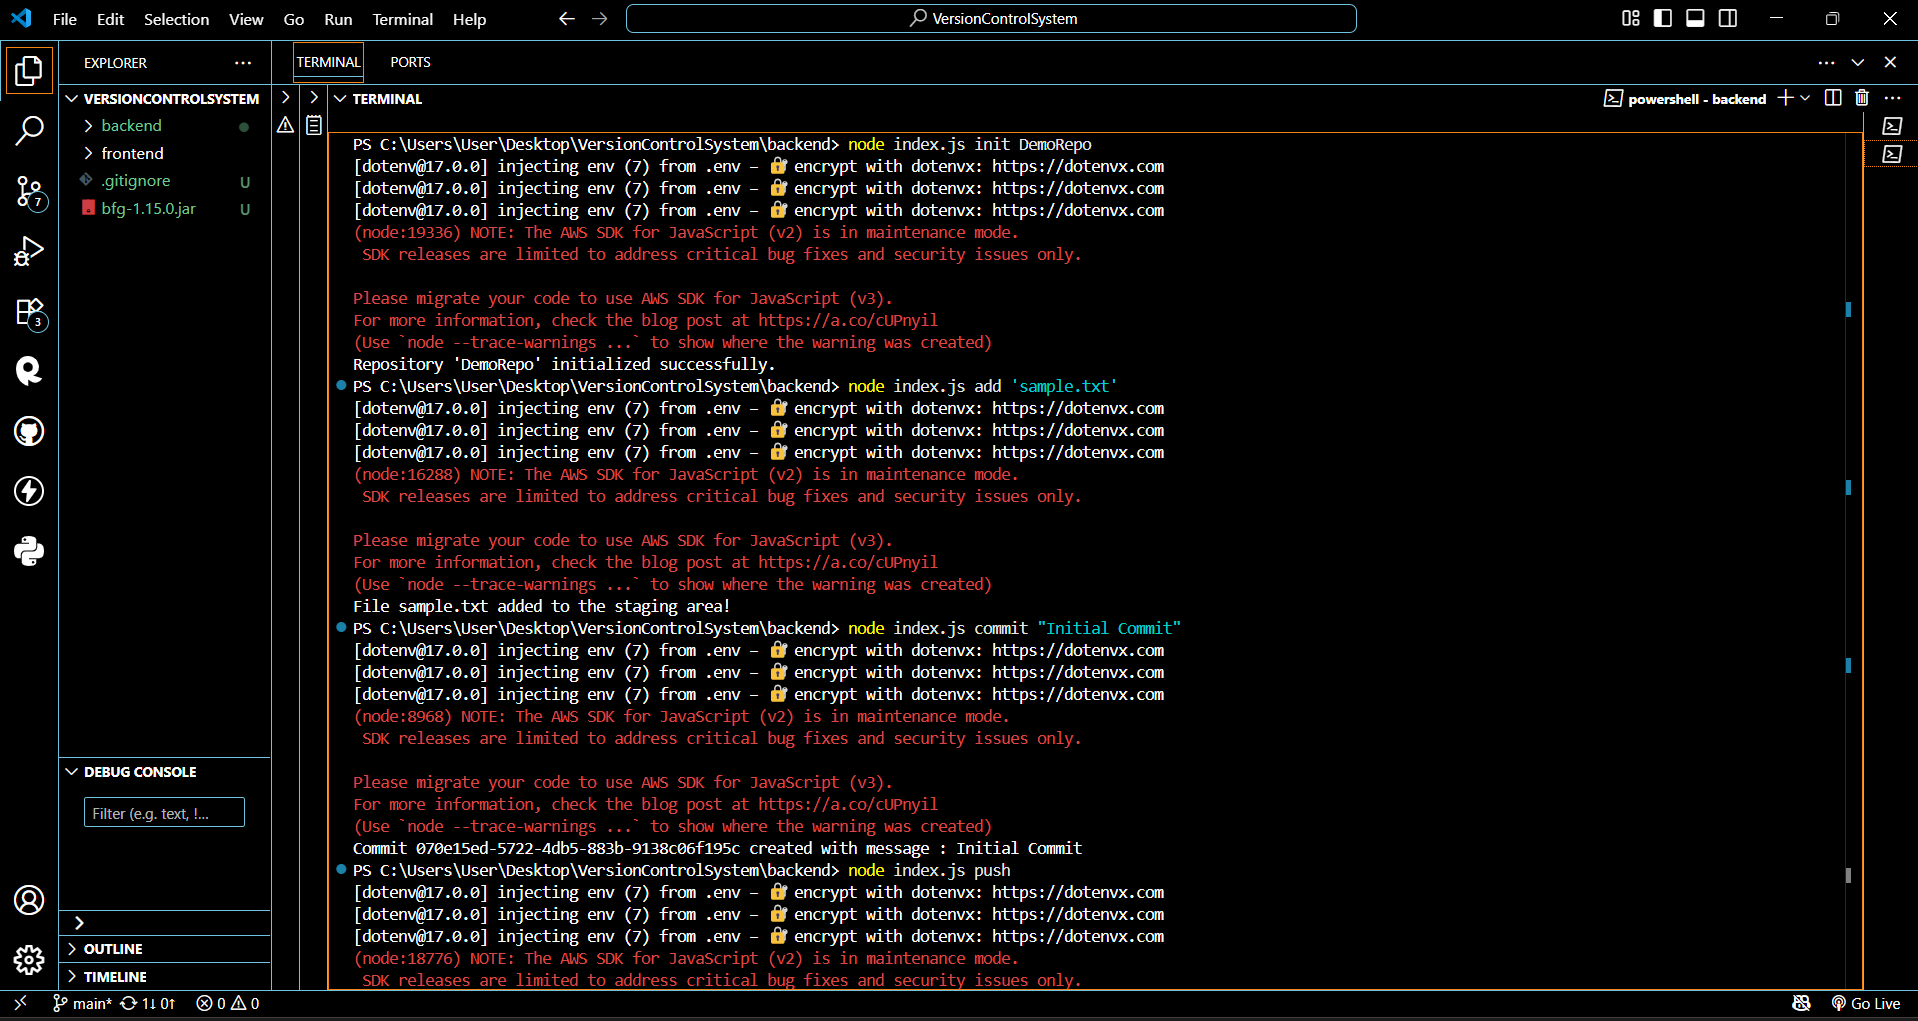 File Edit Selection View Go Run Terminal Help
VersionControlSystem
EXPLORER
TERMINAL PORTS
VERSIONCONTROLSYSTEM
backend
frontend
.gitignore U
bfg-1.15.0.jar U
7
3
DEBUG CONSOLE
Filter (e.g. text, !...
OUTLINE
TIMELINE
TERMINAL
powershell - backend
PS C:\Users\User\Desktop\VersionControlSystem\backend> node index.js init DemoRepo
[dotenv@17.0.0] injecting env (7) from .env – 🔐 encrypt with dotenvx: https://dotenvx.com
[dotenv@17.0.0] injecting env (7) from .env – 🔐 encrypt with dotenvx: https://dotenvx.com
[dotenv@17.0.0] injecting env (7) from .env – 🔐 encrypt with dotenvx: https://dotenvx.com
(node:19336) NOTE: The AWS SDK for JavaScript (v2) is in maintenance mode.
SDK releases are limited to address critical bug fixes and security issues only.
Please migrate your code to use AWS SDK for JavaScript (v3).
For more information, check the blog post at https://a.co/cUPnyil
(Use `node --trace-warnings ...` to show where the warning was created)
Repository 'DemoRepo' initialized successfully.
PS C:\Users\User\Desktop\VersionControlSystem\backend> node index.js add 'sample.txt'
[dotenv@17.0.0] injecting env (7) from .env – 🔐 encrypt with dotenvx: https://dotenvx.com
[dotenv@17.0.0] injecting env (7) from .env – 🔐 encrypt with dotenvx: https://dotenvx.com
[dotenv@17.0.0] injecting env (7) from .env – 🔐 encrypt with dotenvx: https://dotenvx.com
(node:16288) NOTE: The AWS SDK for JavaScript (v2) is in maintenance mode.
SDK releases are limited to address critical bug fixes and security issues only.
Please migrate your code to use AWS SDK for JavaScript (v3).
For more information, check the blog post at https://a.co/cUPnyil
(Use `node --trace-warnings ...` to show where the warning was created)
File sample.txt added to the staging area!
PS C:\Users\User\Desktop\VersionControlSystem\backend> node index.js commit "Initial Commit"
[dotenv@17.0.0] injecting env (7) from .env – 🔐 encrypt with dotenvx: https://dotenvx.com
[dotenv@17.0.0] injecting env (7) from .env – 🔐 encrypt with dotenvx: https://dotenvx.com
[dotenv@17.0.0] injecting env (7) from .env – 🔐 encrypt with dotenvx: https://dotenvx.com
(node:8968) NOTE: The AWS SDK for JavaScript (v2) is in maintenance mode.
SDK releases are limited to address critical bug fixes and security issues only.
Please migrate your code to use AWS SDK for JavaScript (v3).
For more information, check the blog post at https://a.co/cUPnyil
(Use `node --trace-warnings ...` to show where the warning was created)
Commit 070e15ed-5722-4db5-883b-9138c06f195c created with message : Initial Commit
PS C:\Users\User\Desktop\VersionControlSystem\backend> node index.js push
[dotenv@17.0.0] injecting env (7) from .env – 🔐 encrypt with dotenvx: https://dotenvx.com
[dotenv@17.0.0] injecting env (7) from .env – 🔐 encrypt with dotenvx: https://dotenvx.com
[dotenv@17.0.0] injecting env (7) from .env – 🔐 encrypt with dotenvx: https://dotenvx.com
(node:18776) NOTE: The AWS SDK for JavaScript (v2) is in maintenance mode.
SDK releases are limited to address critical bug fixes and security issues only.
main* 1↓ 0↑ 0 0 Go Live